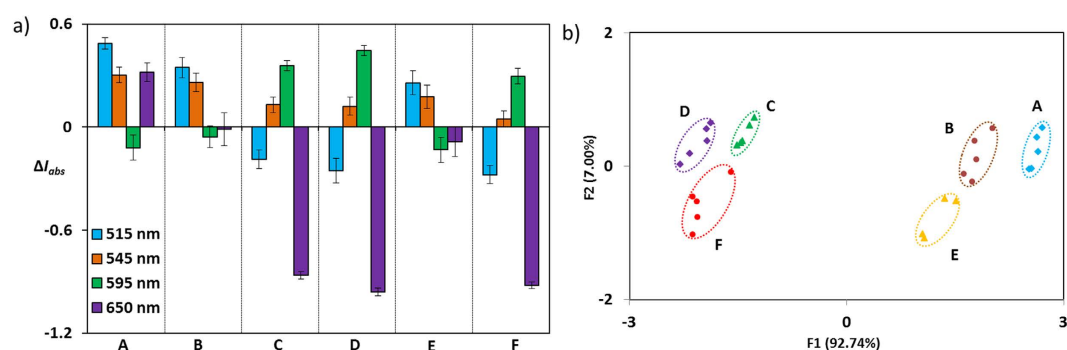 a)
0.6
0
-0.6
-1.2
ΔIabs
515 nm
545 nm
595 nm
650 nm
A B C D E F
b)
2
0
-2
F2 (7.00%)
D
C
A
B
F
E
-3 0 3
F1 (92.74%)